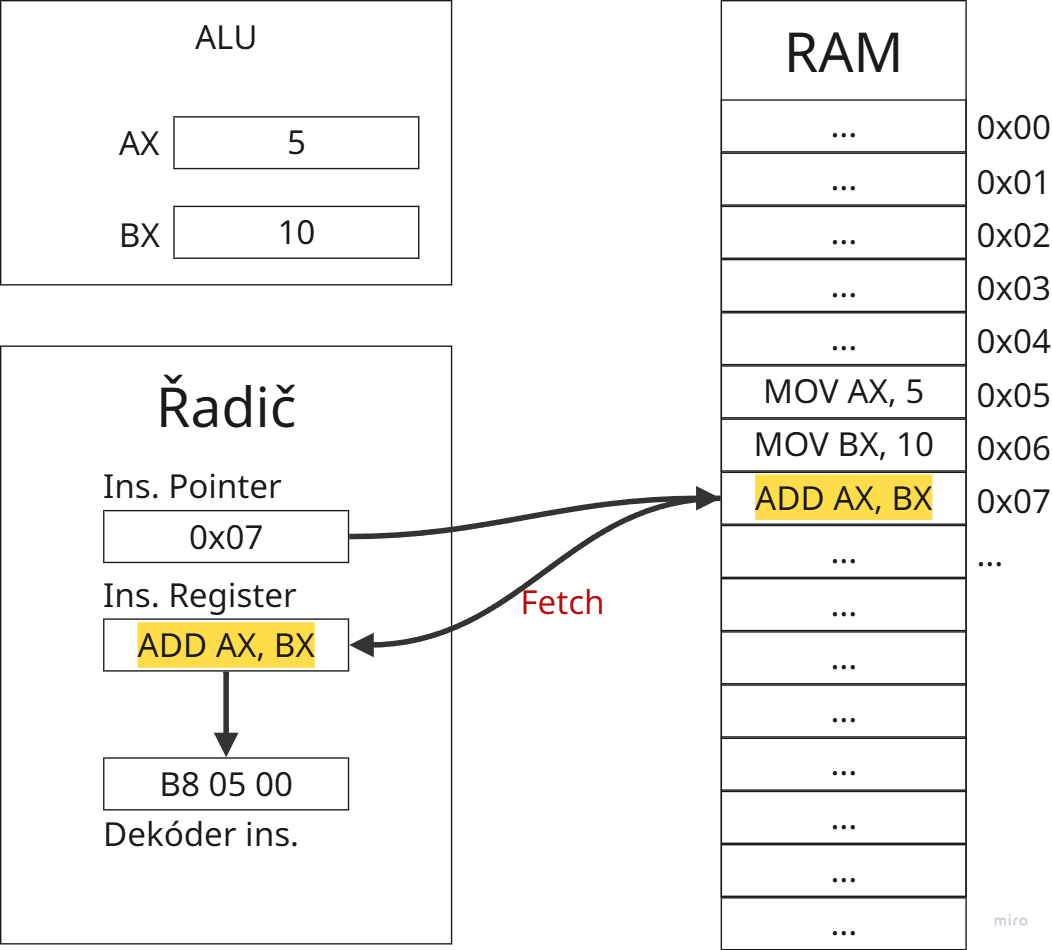 ALU
AX
5
BX
10
Řadič
Ins. Pointer
0x07
Ins. Register
ADD AX, BX
B8 05 00
Dekóder ins.
Fetch
RAM
... 0x00
... 0x01
... 0x02
... 0x03
... 0x04
MOV AX, 5 0x05
MOV BX, 10 0x06
ADD AX, BX 0x07
... ...
...
...
...
...
...
...
...
miro